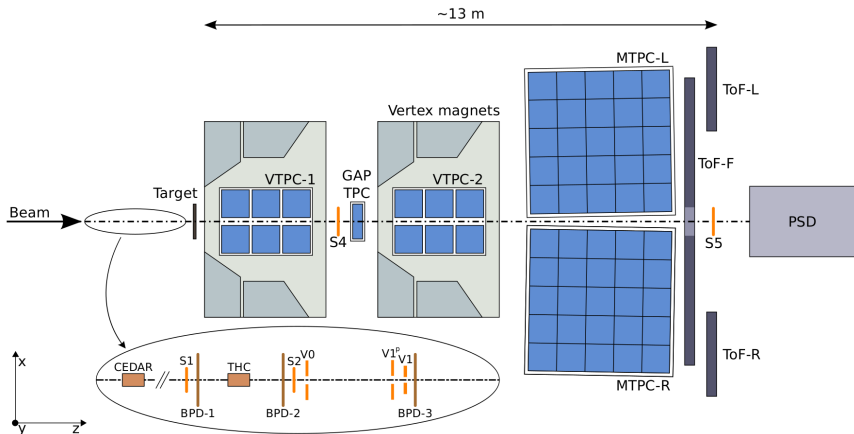 ~13 m
MTPC-L
ToF-L
Vertex magnets
ToF-F
VTPC-1
GAP
TPC
VTPC-2
Target
Beam
S4
S5
PSD
x
CEDAR
S1
THC
S2
V0
V1ᵖ
V1
ToF-R
MTPC-R
BPD-1
BPD-2
BPD-3
y
z